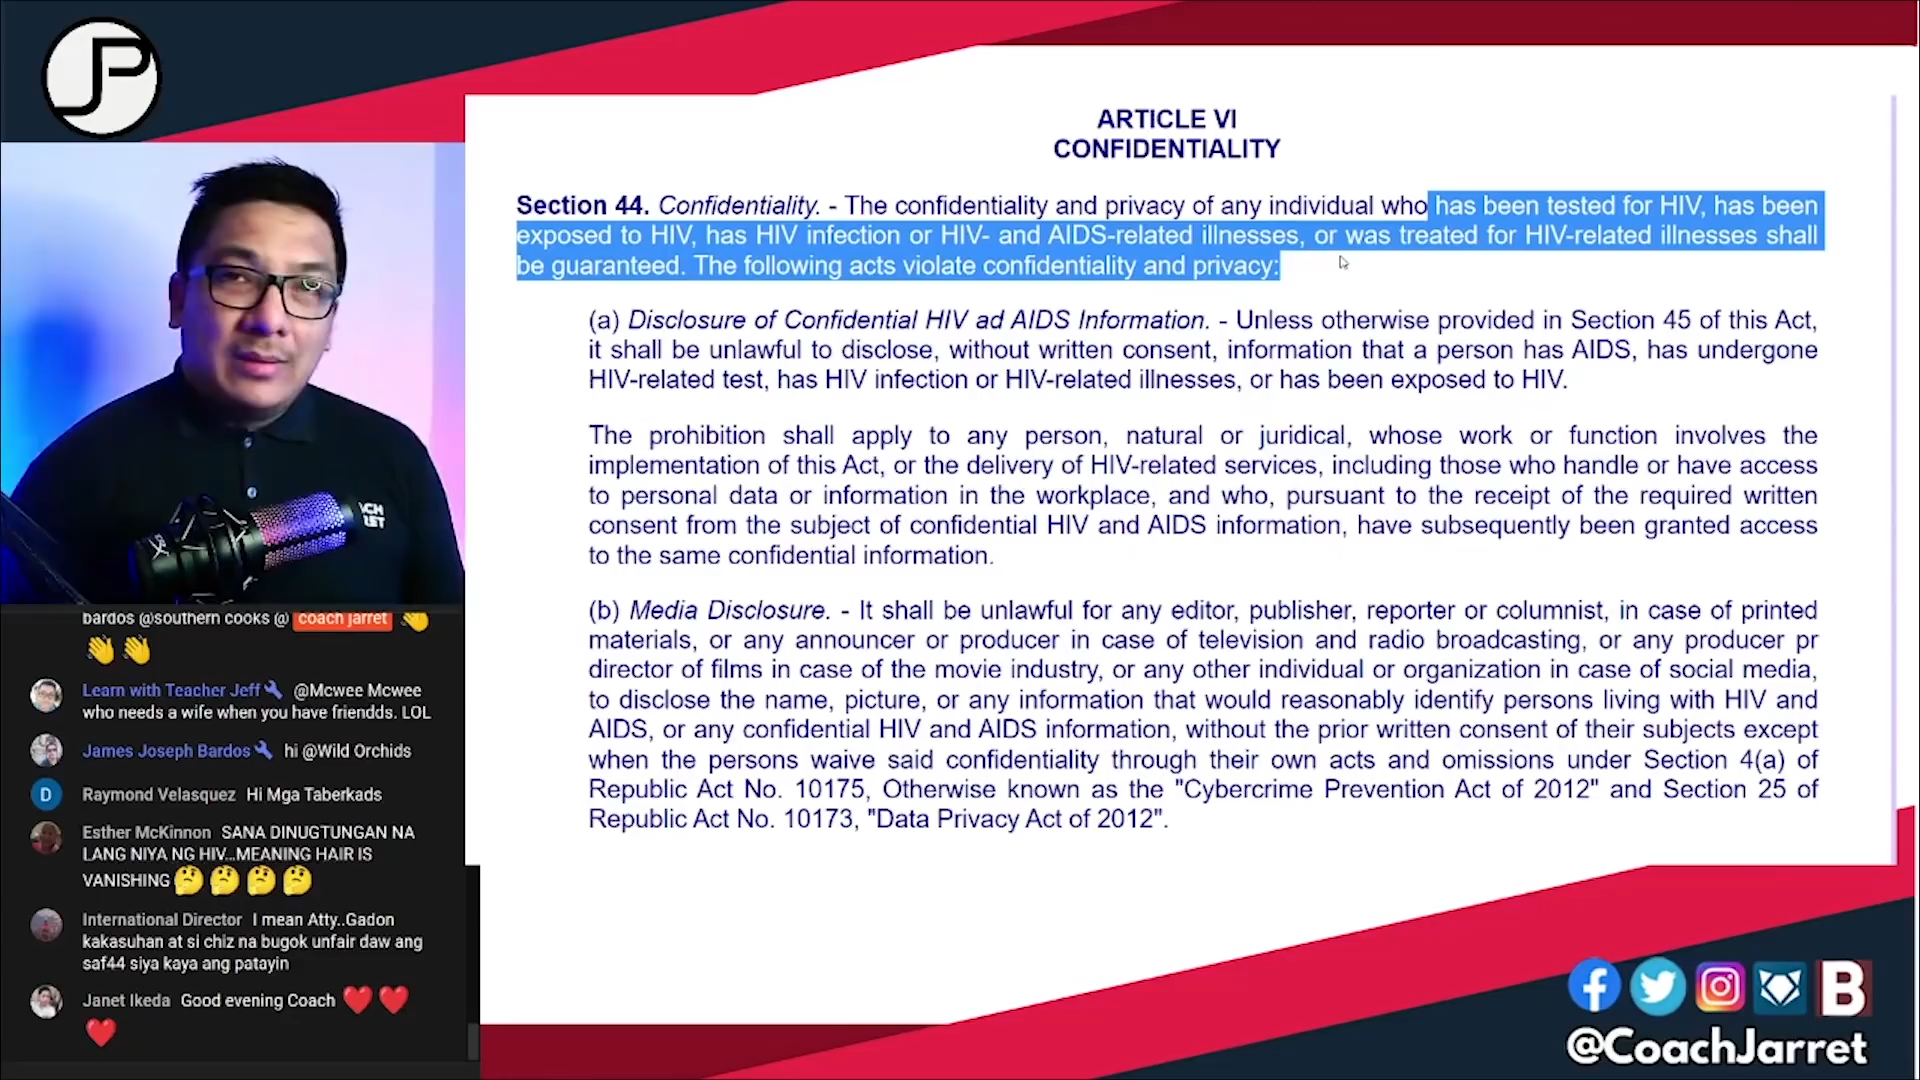 JP
ARTICLE VI
CONFIDENTIALITY
Section 44. Confidentiality. - The confidentiality and privacy of any individual who has been tested for HIV, has been
exposed to HIV, has HIV infection or HIV- and AIDS-related illnesses, or was treated for HIV-related illnesses shall
be guaranteed. The following acts violate confidentiality and privacy:
(a) Disclosure of Confidential HIV ad AIDS Information. - Unless otherwise provided in Section 45 of this Act,
it shall be unlawful to disclose, without written consent, information that a person has AIDS, has undergone
HIV-related test, has HIV infection or HIV-related illnesses, or has been exposed to HIV.
The prohibition shall apply to any person, natural or juridical, whose work or function involves the
implementation of this Act, or the delivery of HIV-related services, including those who handle or have access
to personal data or information in the workplace, and who, pursuant to the receipt of the required written
consent from the subject of confidential HIV and AIDS information, have subsequently been granted access
to the same confidential information.
(b) Media Disclosure. - It shall be unlawful for any editor, publisher, reporter or columnist, in case of printed
materials, or any announcer or producer in case of television and radio broadcasting, or any producer pr
director of films in case of the movie industry, or any other individual or organization in case of social media,
to disclose the name, picture, or any information that would reasonably identify persons living with HIV and
AIDS, or any confidential HIV and AIDS information, without the prior written consent of their subjects except
when the persons waive said confidentiality through their own acts and omissions under Section 4(a) of
Republic Act No. 10175, Otherwise known as the "Cybercrime Prevention Act of 2012" and Section 25 of
Republic Act No. 10173, "Data Privacy Act of 2012".
bardos @southern cooks @ coach jarret 👏
👏 👏
Learn with Teacher Jeff @Mcwee Mcwee
who needs a wife when you have friendds. LOL
James Joseph Bardos hi @Wild Orchids
D
Raymond Velasquez Hi Mga Taberkads
Esther McKinnon SANA DINUGTUNGAN NA
LANG NIYA NG HIV...MEANING HAIR IS
VANISHING 🤔 🤔 🤔 🤔
International Director I mean Atty..Gadon
kakasuhan at si chiz na bugok unfair daw ang
saf44 siya kaya ang patayin
Janet Ikeda Good evening Coach ❤️ ❤️
❤️
B
@CoachJarret